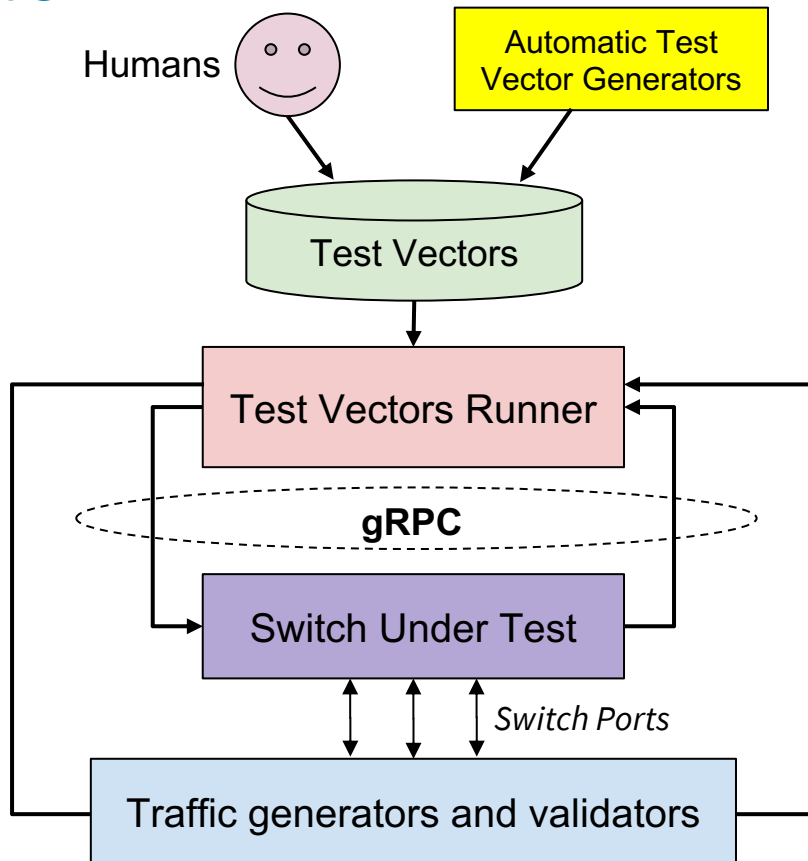 Humans
Automatic Test
Vector Generators
Test Vectors
Test Vectors Runner
gRPC
Switch Under Test
Switch Ports
Traffic generators and validators